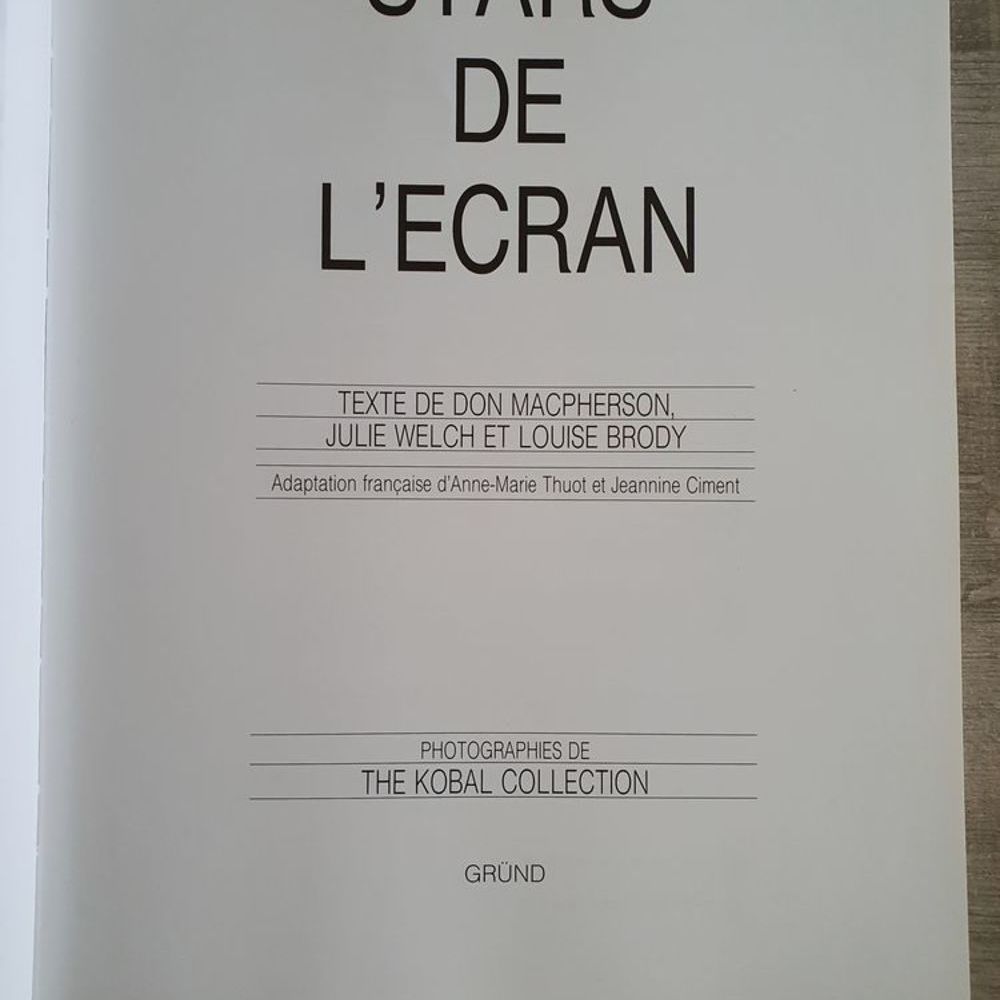 STARS
DE
L'ECRAN
TEXTE DE DON MACPHERSON,
JULIE WELCH ET LOUISE BRODY
Adaptation française d'Anne-Marie Thuot et Jeannine Ciment
PHOTOGRAPHIES DE
THE KOBAL COLLECTION
GRÜND